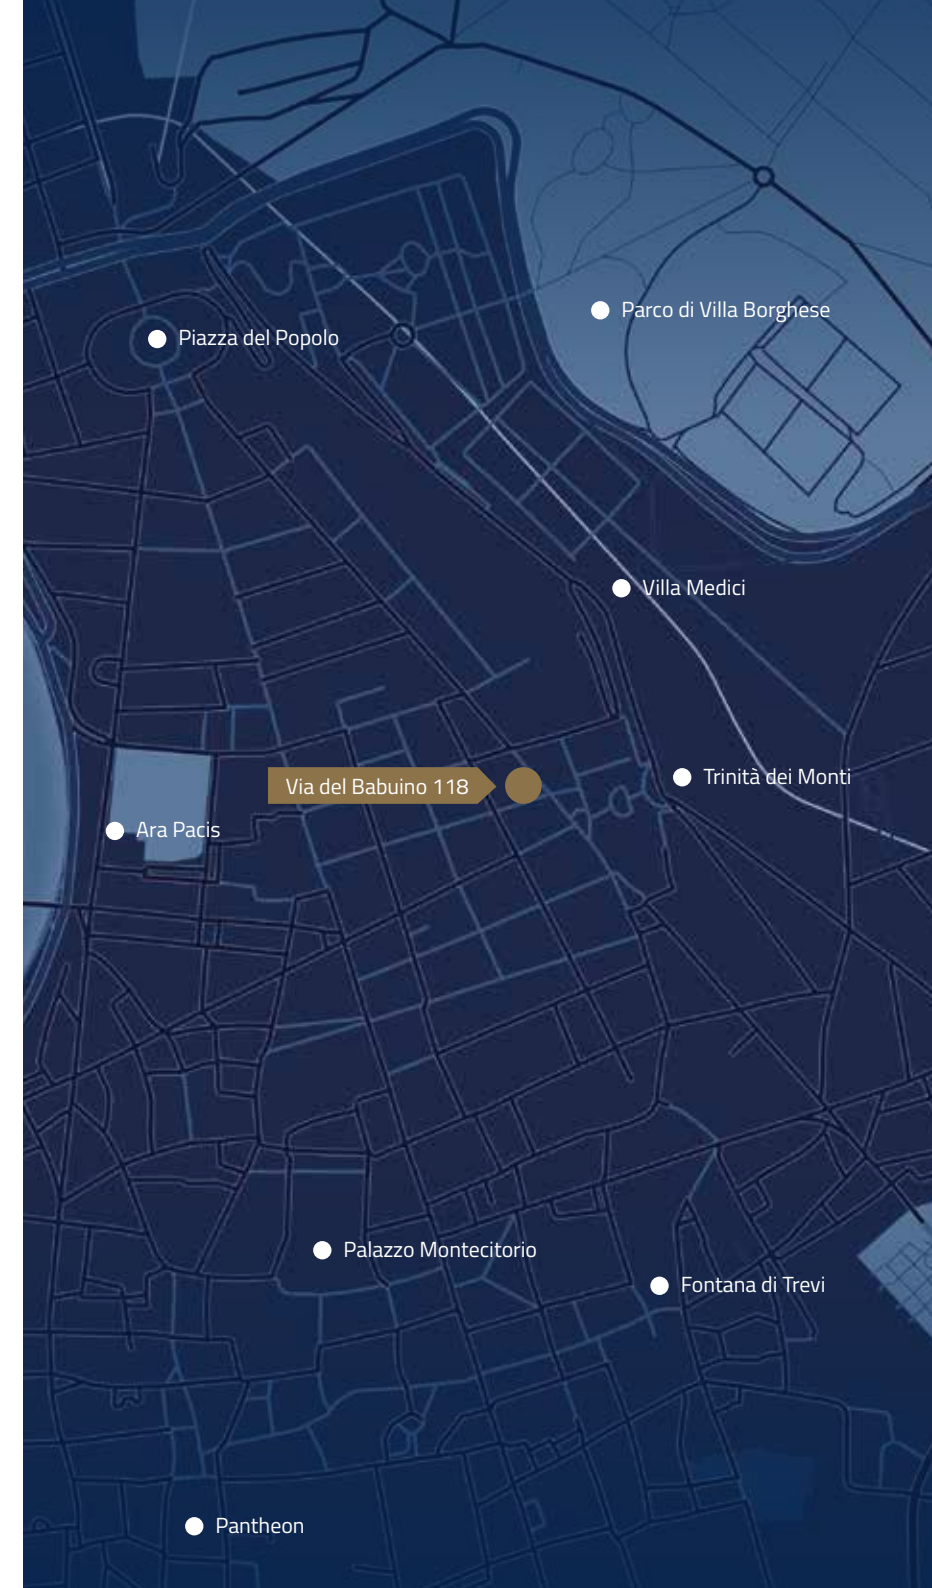 Parco di Villa Borghese
Piazza del Popolo
Villa Medici
Trinità dei Monti
Via del Babuino 118
Ara Pacis
Palazzo Montecitorio
Fontana di Trevi
Pantheon